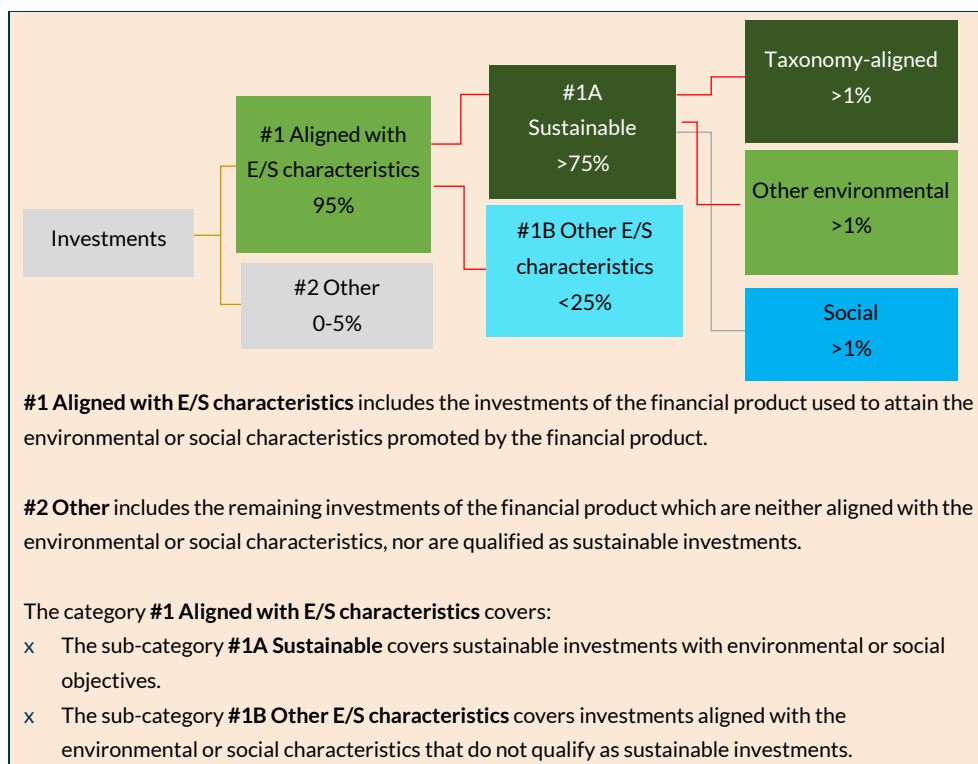 Investments
#1 Aligned with
E/S characteristics
95%
#2 Other
0-5%
#1A
Sustainable
>75%
#1B Other E/S
characteristics
<25%
Taxonomy-aligned
>1%
Other environmental
>1%
Social
>1%
#1 Aligned with E/S characteristics includes the investments of the financial product used to attain the
environmental or social characteristics promoted by the financial product.
#2 Other includes the remaining investments of the financial product which are neither aligned with the
environmental or social characteristics, nor are qualified as sustainable investments.
The category #1 Aligned with E/S characteristics covers:
x The sub-category #1A Sustainable covers sustainable investments with environmental or social
objectives.
x The sub-category #1B Other E/S characteristics covers investments aligned with the
environmental or social characteristics that do not qualify as sustainable investments.